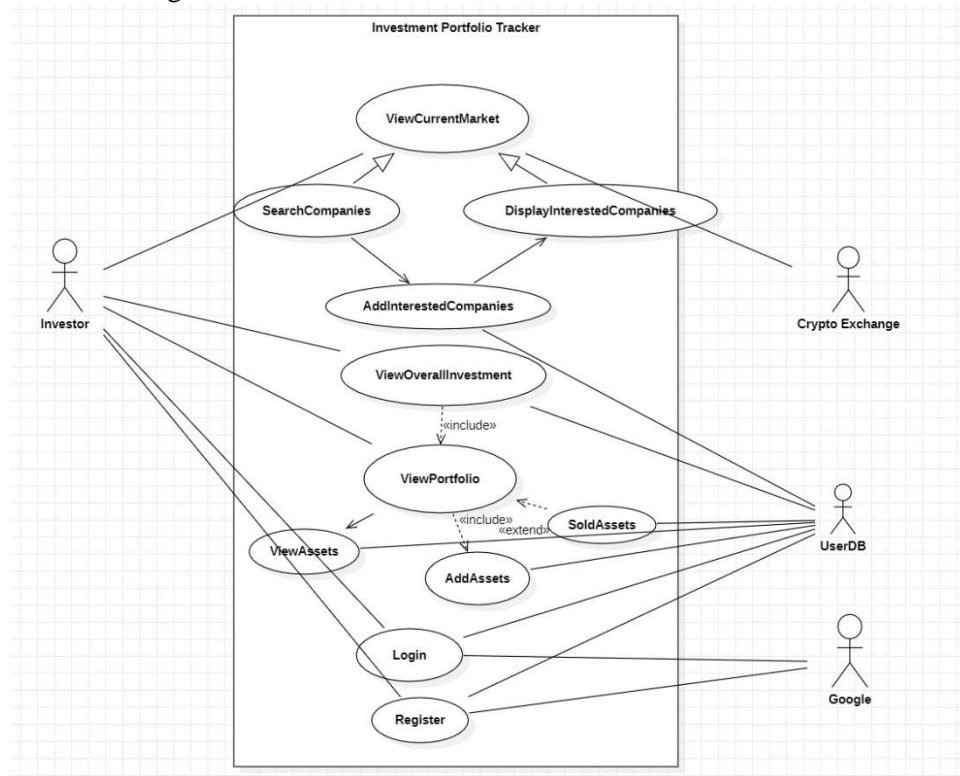 Investment Portfolio Tracker
ViewCurrentMarket
SearchCompanies
DisplayInterestedCompanies
Investor
AddInterestedCompanies
Crypto Exchange
ViewOverallInvestment
«include»
ViewPortfolio
«include»
«extend»
SoldAssets
UserDB
ViewAssets
AddAssets
Login
Google
Register